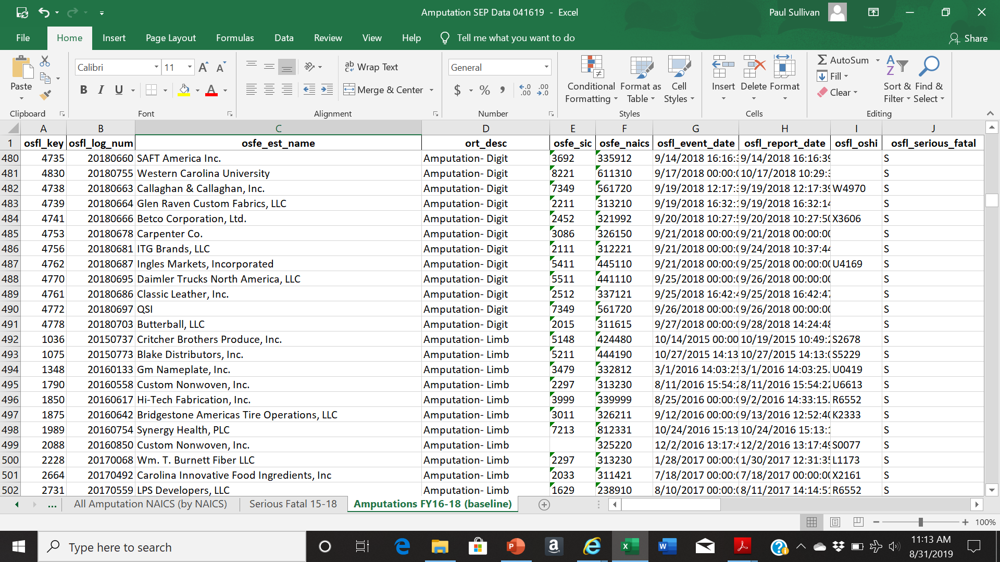 Amputation SEP Data 041619 - Excel
Paul Sullivan
File Home Insert Page Layout Formulas Data Review View Help Tell me what you want to do Share
Paste
Clipboard
Calibri 11 A A
B I U A
Font
ab c Wrap Text
Merge & Center
Alignment
General
$ % , .0 .00 .00 .0
Number
Conditional Formatting
Format as Table
Cell Styles
Styles
Insert Delete Format
Cells
AutoSum
Fill
Clear
Sort & Filter
Find & Select
Editing
A B C D E F G H I J
1 osfl_key osfl_log_num osfe_est_name ort_desc osfe_sic osfe_naics osfl_event_date osfl_report_date osfl_oshi osfl_serious_fatal
480 4735 20180660 SAFT America Inc. Amputation- Digit 3692 335912 9/14/2018 16:16:3 9/14/2018 16:16:39 S
481 4830 20180755 Western Carolina University Amputation- Digit 8221 611310 9/17/2018 00:00:0 10/17/2018 10:29:3 S
482 4738 20180663 Callaghan & Callaghan, Inc. Amputation- Digit 7349 561720 9/19/2018 12:17:3 9/19/2018 12:17:39 W4970 S
483 4739 20180664 Glen Raven Custom Fabrics, LLC Amputation- Digit 2211 313210 9/19/2018 16:32:1 9/19/2018 16:32:14 S
484 4741 20180666 Betco Corporation, Ltd. Amputation- Digit 2452 321992 9/20/2018 10:27:5 9/20/2018 10:27:50 X3606 S
485 4753 20180678 Carpenter Co. Amputation- Digit 3086 326150 9/21/2018 00:00:0 9/21/2018 00:00:00 S
486 4756 20180681 ITG Brands, LLC Amputation- Digit 2111 312221 9/21/2018 00:00:0 9/24/2018 10:37:44 S
487 4762 20180687 Ingles Markets, Incorporated Amputation- Digit 5411 445110 9/21/2018 00:00:0 9/25/2018 00:00:00 U4169 S
488 4770 20180695 Daimler Trucks North America, LLC Amputation- Digit 5511 441110 9/25/2018 00:00:0 9/26/2018 00:00:00 S
489 4761 20180686 Classic Leather, Inc. Amputation- Digit 2512 337121 9/25/2018 16:42:4 9/25/2018 16:42:47 S
490 4772 20180697 QSI Amputation- Digit 7349 561720 9/26/2018 00:00:0 9/26/2018 00:00:00 S
491 4778 20180703 Butterball, LLC Amputation- Digit 2015 311615 9/27/2018 00:00:0 9/28/2018 14:24:48 S
492 1036 20150737 Critcher Brothers Produce, Inc. Amputation- Limb 5148 424480 10/14/2015 00:00 10/19/2015 10:49:2 S2678 S
493 1075 20150773 Blake Distributors, Inc. Amputation- Limb 5211 444190 10/27/2015 14:13 10/27/2015 14:13:0 S5229 S
494 1348 20160133 Gm Nameplate, Inc. Amputation- Limb 3479 332812 3/1/2016 14:03:25 3/1/2016 14:03:25. U0419 S
495 1790 20160558 Custom Nonwoven, Inc. Amputation- Limb 2297 313230 8/11/2016 15:54:2 8/11/2016 15:54:22 U6613 S
496 1850 20160617 Hi-Tech Fabrication, Inc. Amputation- Limb 3999 339999 8/25/2016 00:00:0 9/2/2016 14:33:15. R6552 S
497 1875 20160642 Bridgestone Americas Tire Operations, LLC Amputation- Limb 3011 326211 9/12/2016 00:00:0 9/13/2016 12:52:40 K2333 S
498 1989 20160754 Synergy Health, PLC Amputation- Limb 7213 812331 10/24/2016 15:13 10/24/2016 15:13:1 S
499 2088 20160850 Custom Nonwoven, Inc. Amputation- Limb 325220 12/2/2016 13:17:4 12/2/2016 13:17:49 S0077 S
500 2228 20170068 Wm. T. Burnett Fiber LLC Amputation- Limb 2297 313230 1/28/2017 00:00:0 1/30/2017 12:31:35 L1173 S
501 2664 20170492 Carolina Innovative Food Ingredients, Inc Amputation- Limb 2033 311421 7/18/2017 00:00:0 7/18/2017 00:00:00 X2161 S
502 2731 20170559 LPS Developers, LLC Amputation- Limb 1629 238910 8/10/2017 00:00:0 8/11/2017 14:14:51 R6552 S
... All Amputation NAICS (by NAICS) Serious Fatal 15-18 Amputations FY16-18 (baseline)
100%
Type here to search
11:13 AM
8/31/2019